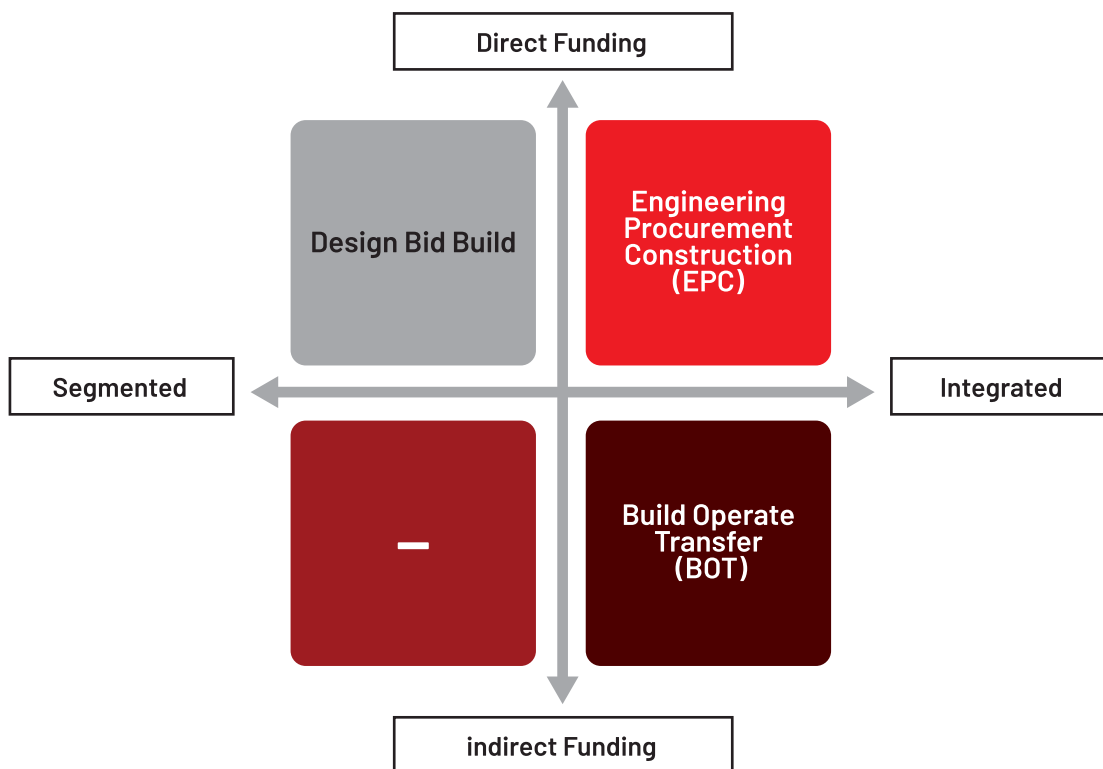 Direct Funding
Design Bid Build
Engineering
Procurement
Construction
(EPC)
Segmented
Integrated
–
Build Operate
Transfer
(BOT)
indirect Funding